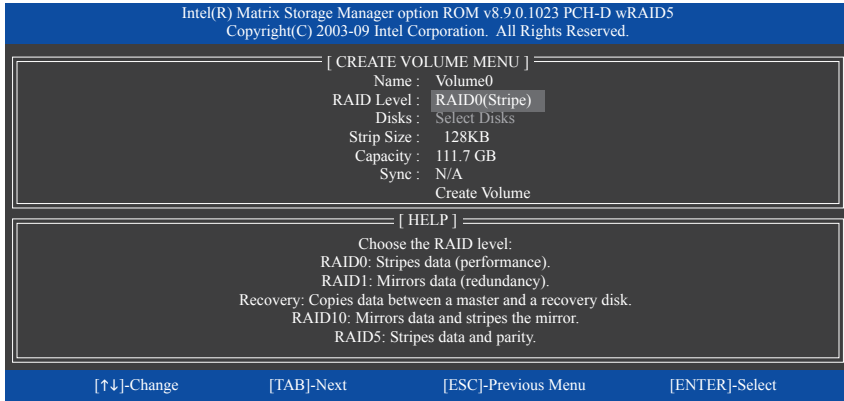 Intel(R) Matrix Storage Manager option ROM v8.9.0.1023 PCH-D wRAID5
Copyright(C) 2003-09 Intel Corporation.  All Rights Reserved.
[ CREATE VOLUME MENU ]
Name :  Volume0
RAID Level :  RAID0(Stripe)
Disks :  Select Disks
Strip Size :  128KB
Capacity :  111.7 GB
Sync :  N/A
Create Volume
[ HELP ]
Choose the RAID level:
RAID0: Stripes data (performance).
RAID1: Mirrors data (redundancy).
Recovery: Copies data between a master and a recovery disk.
RAID10: Mirrors data and stripes the mirror.
RAID5: Stripes data and parity.
[↑↓]-Change  [TAB]-Next  [ESC]-Previous Menu  [ENTER]-Select